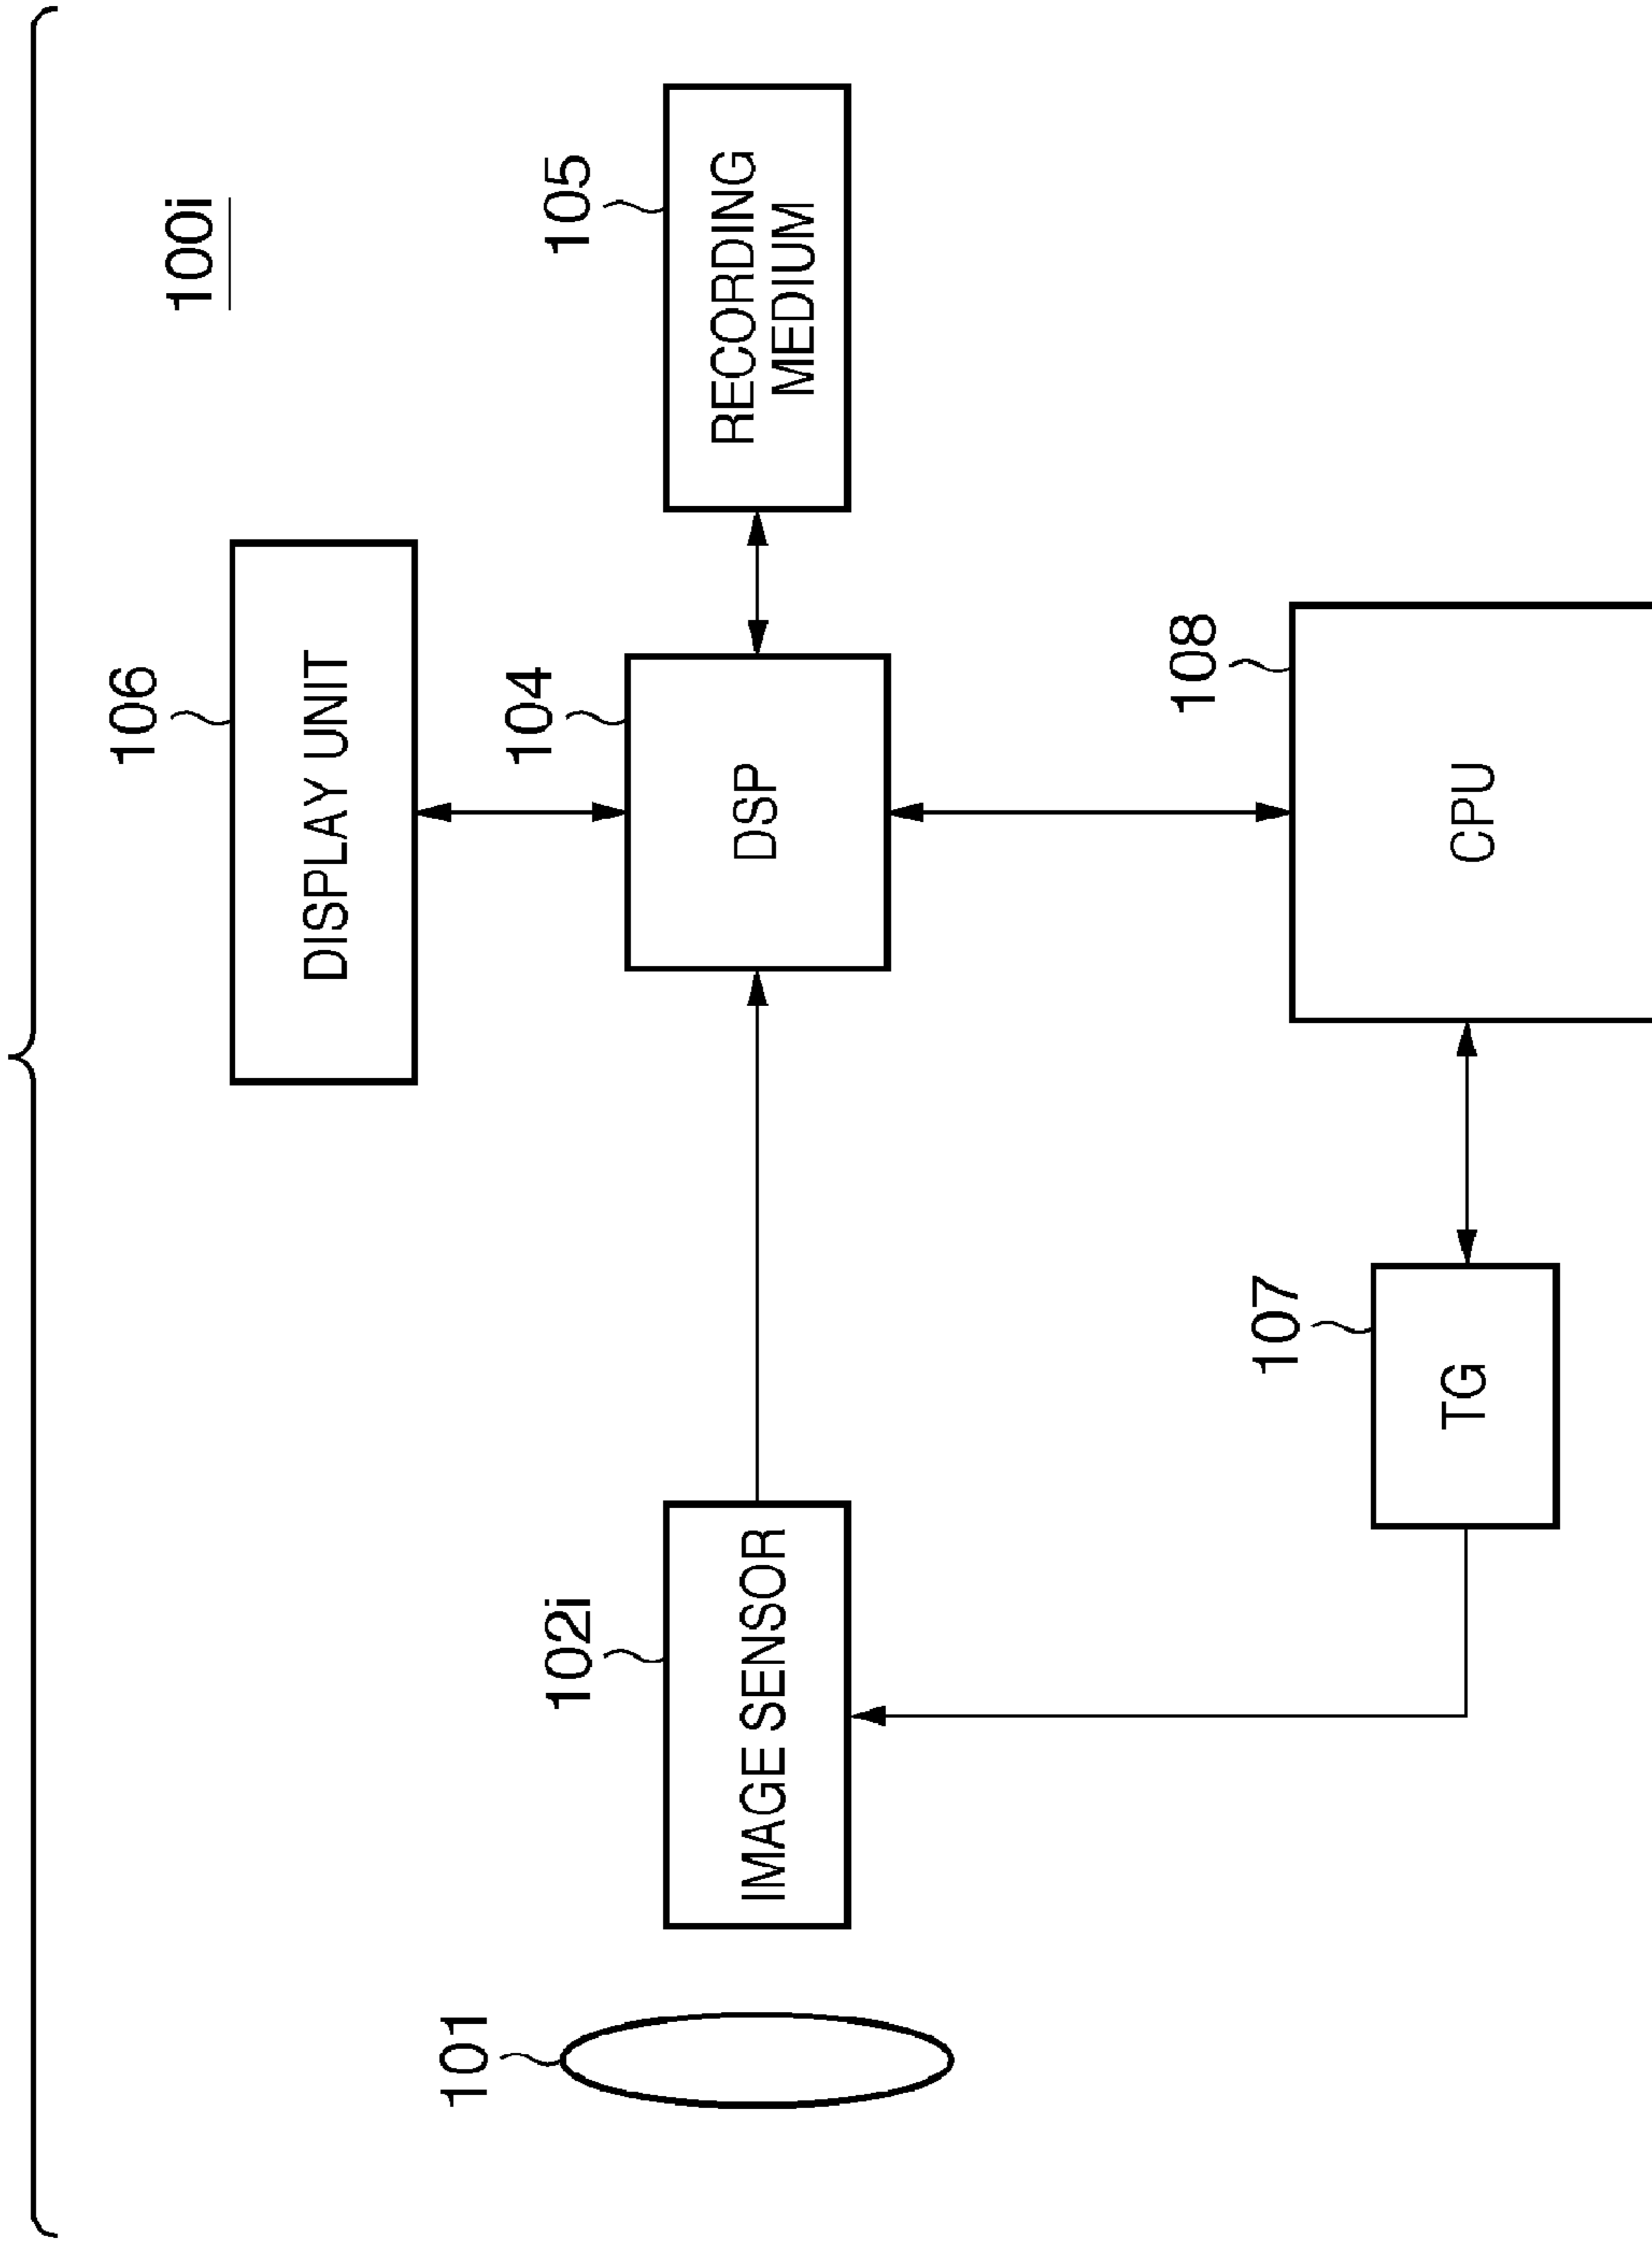 100i
106
DISPLAY UNIT
104
DSP
105
RECORDING
MEDIUM
101
102i
IMAGE SENSOR
107
TG
108
CPU